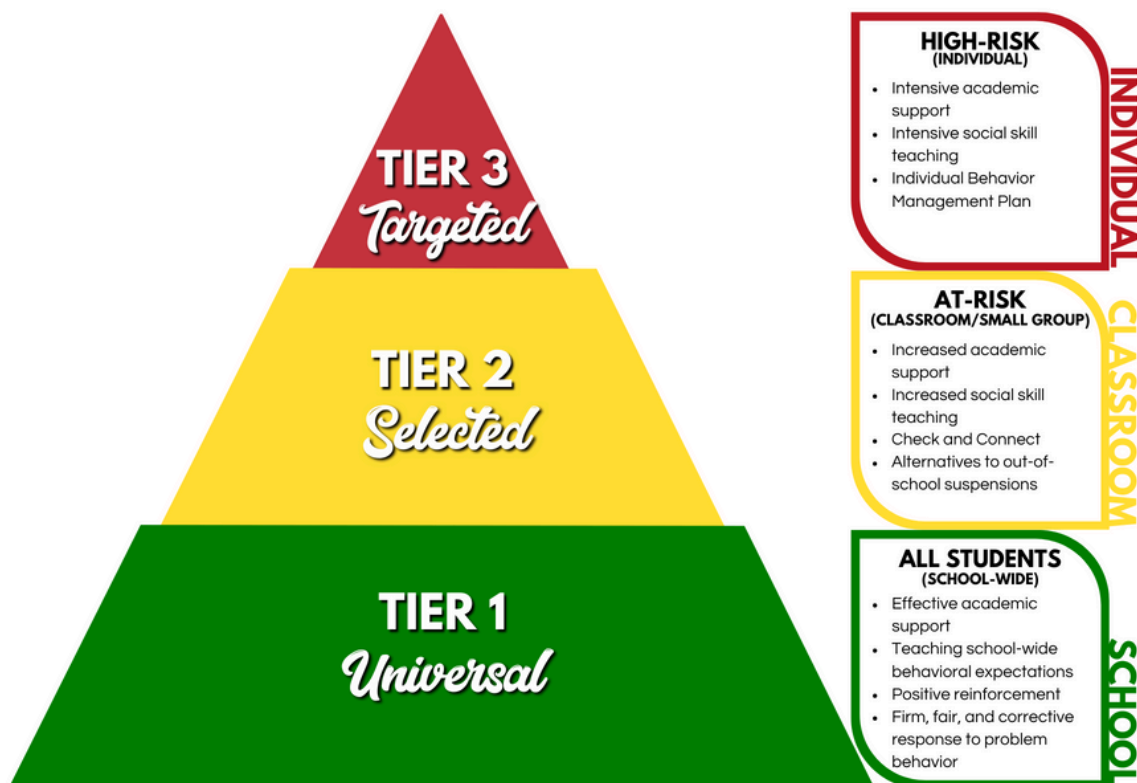 TIER 3
Targeted
HIGH-RISK
(INDIVIDUAL)
• Intensive academic
support
• Intensive social skill
teaching
• Individual Behavior
Management Plan
INDIVIDUAL
TIER 2
Selected
AT-RISK
(CLASSROOM/SMALL GROUP)
• Increased academic
support
• Increased social skill
teaching
• Check and Connect
• Alternatives to out-of-
school suspensions
CLASSROOM
TIER 1
Universal
ALL STUDENTS
(SCHOOL-WIDE)
• Effective academic
support
• Teaching school-wide
behavioral expectations
• Positive reinforcement
• Firm, fair, and corrective
response to problem
behavior
SCHOOL